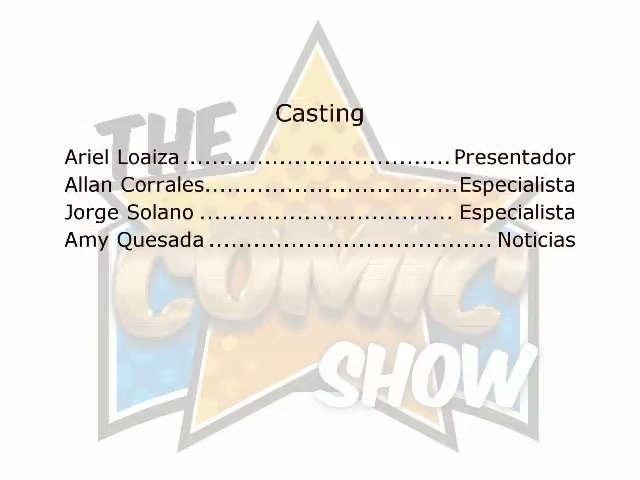 THE
COMIC
SHOW
Casting
Ariel Loaiza....................................Presentador
Allan Corrales..................................Especialista
Jorge Solano .................................. Especialista
Amy Quesada ...................................... Noticias